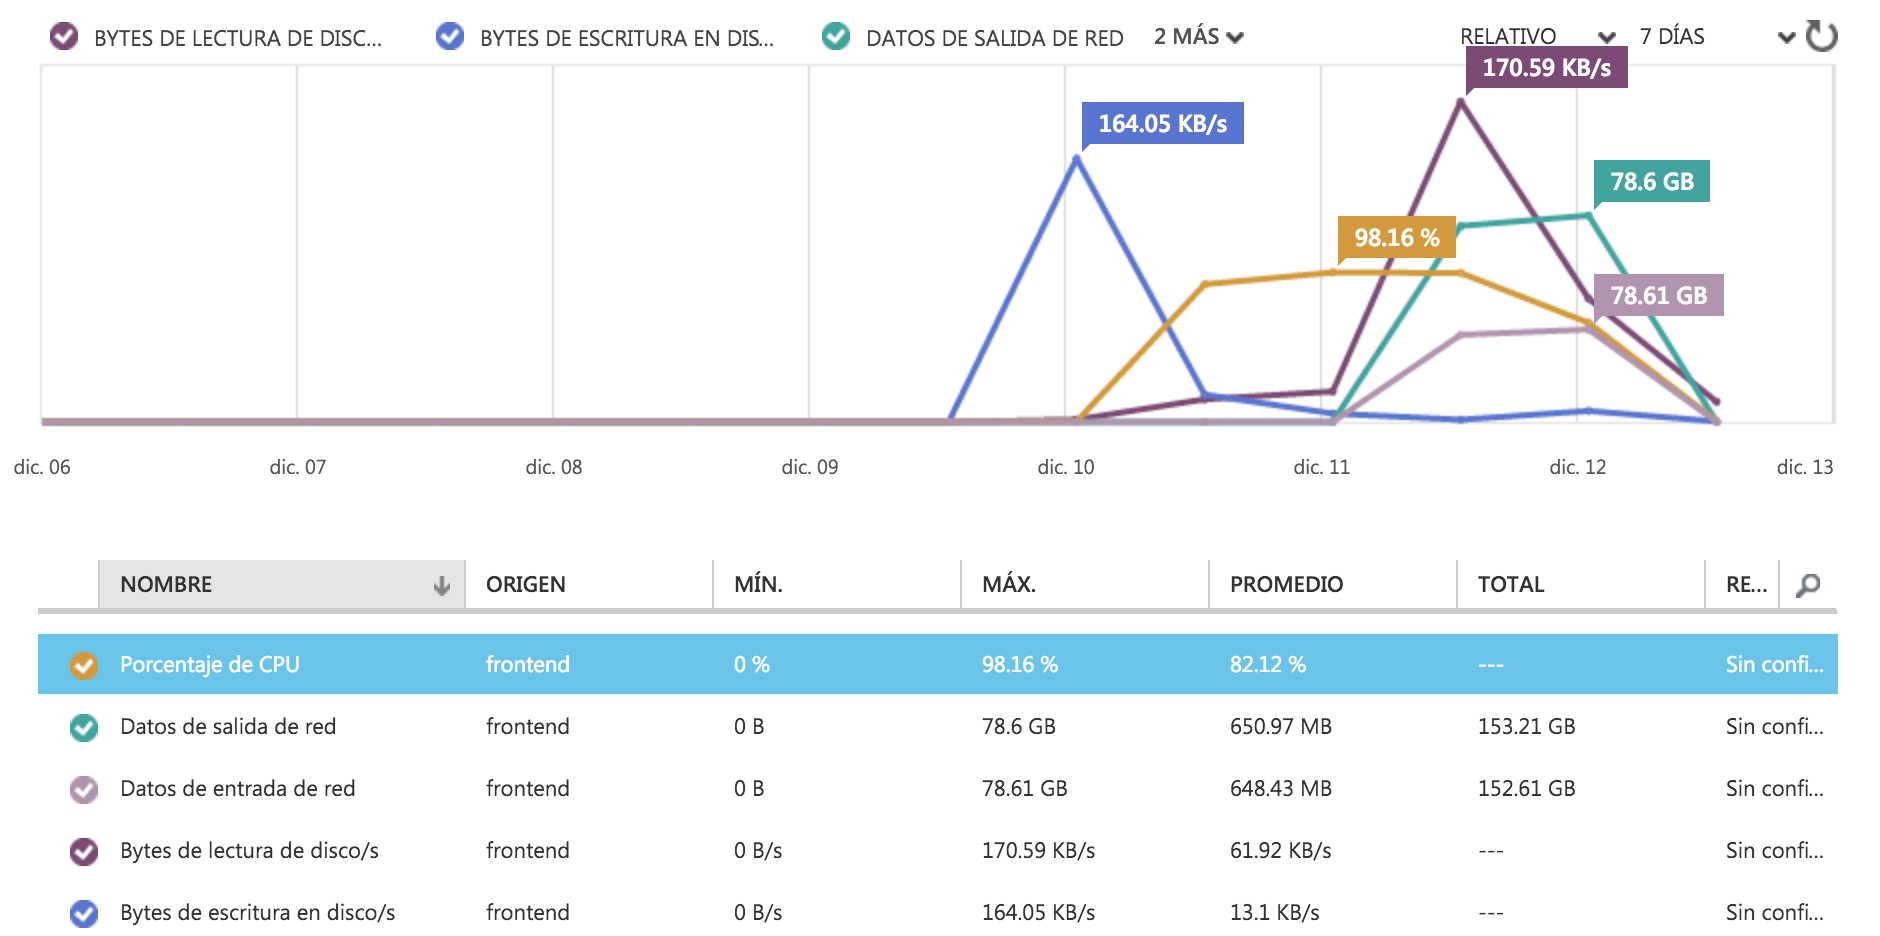 BYTES DE LECTURA DE DISC... BYTES DE ESCRITURA EN DIS... DATOS DE SALIDA DE RED 2 MÁS RELATIVO 7 DÍAS
170.59 KB/s
164.05 KB/s
78.6 GB
98.16 %
78.61 GB
dic. 06 dic. 07 dic. 08 dic. 09 dic. 10 dic. 11 dic. 12 dic. 13
NOMBRE ORIGEN MÍN. MÁX. PROMEDIO TOTAL RE...
Porcentaje de CPU frontend 0 % 98.16 % 82.12 % --- Sin confi...
Datos de salida de red frontend 0 B 78.6 GB 650.97 MB 153.21 GB Sin confi...
Datos de entrada de red frontend 0 B 78.61 GB 648.43 MB 152.61 GB Sin confi...
Bytes de lectura de disco/s frontend 0 B/s 170.59 KB/s 61.92 KB/s --- Sin confi...
Bytes de escritura en disco/s frontend 0 B/s 164.05 KB/s 13.1 KB/s --- Sin confi...